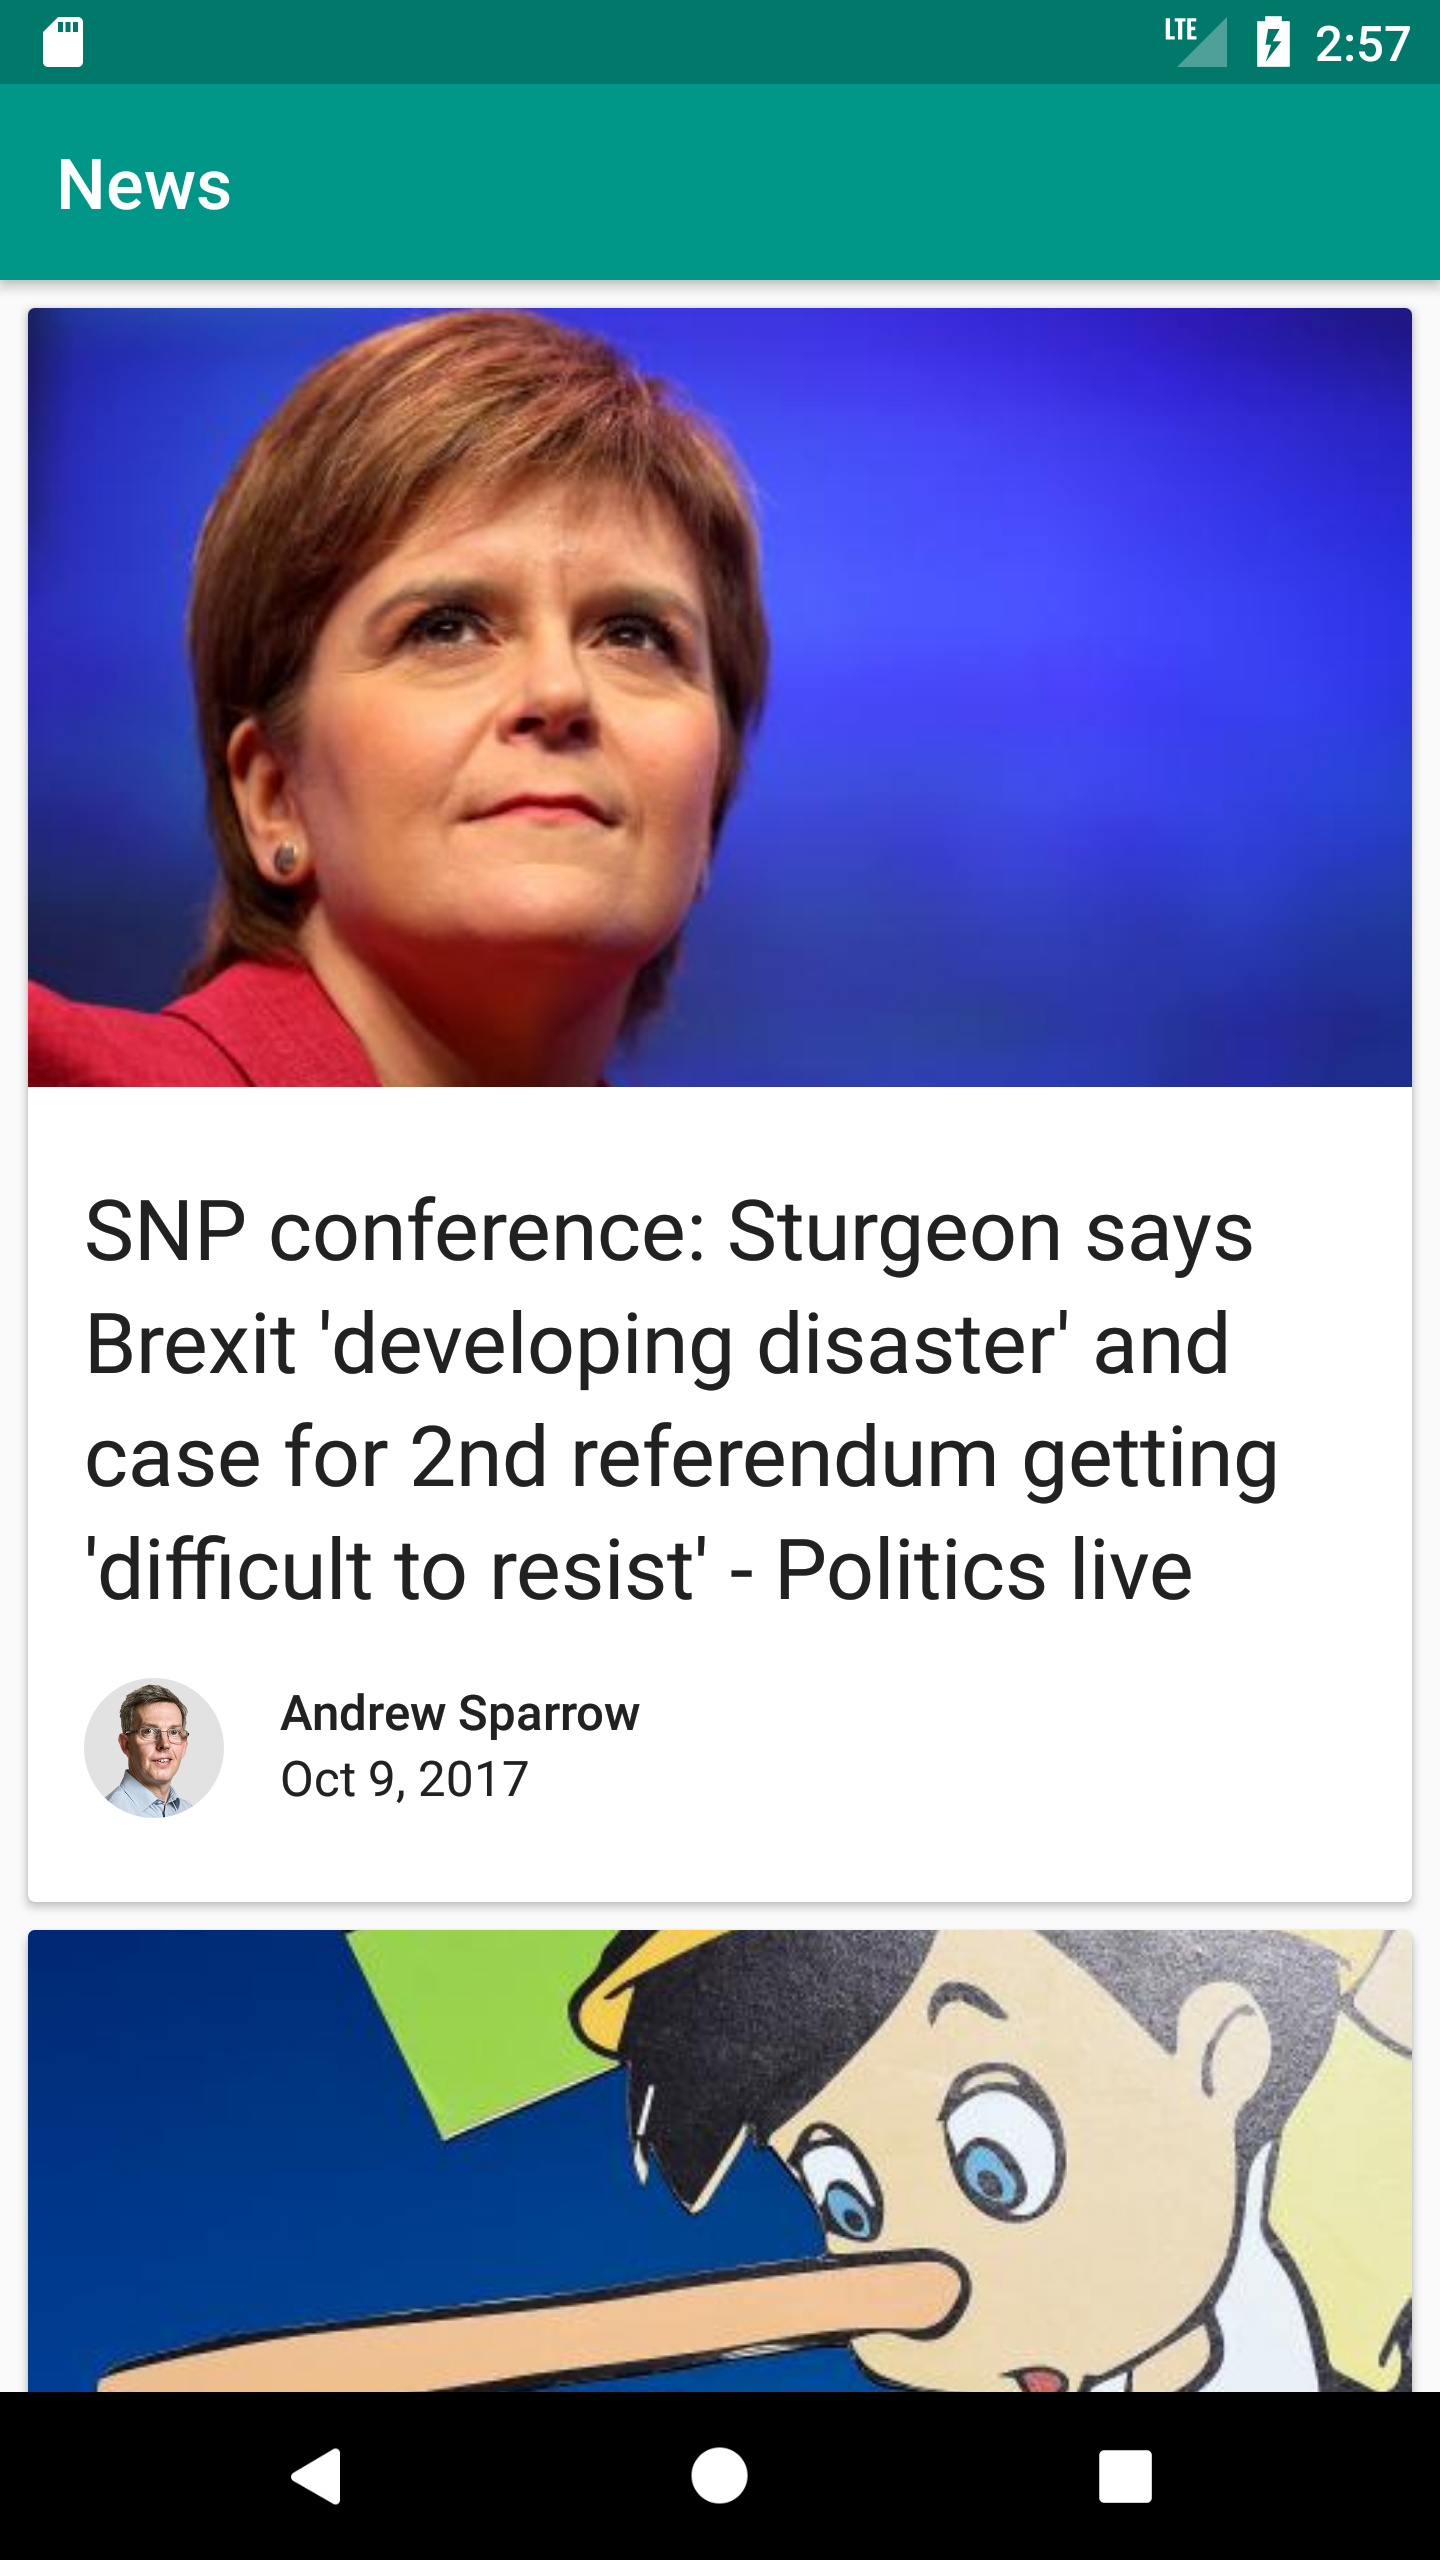 LTE 2:57
News
SNP conference: Sturgeon says
Brexit 'developing disaster' and
case for 2nd referendum getting
'difficult to resist' - Politics live
Andrew Sparrow
Oct 9, 2017